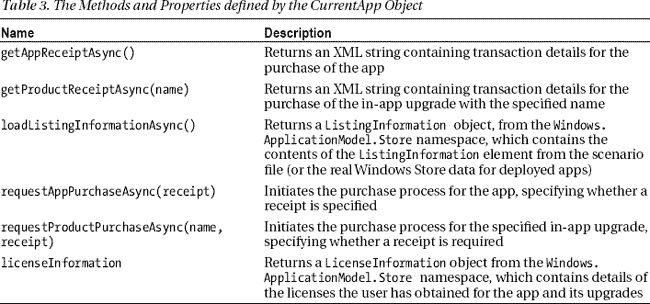 Table 3. The Methods and Properties defined by the CurrentApp Object
Name Description
getAppReceiptAsync() Returns an XML string containing transaction details for the
purchase of the app
getProductReceiptAsync(name) Returns an XML string containing transaction details for the
purchase of the in-app upgrade with the specified name
loadListingInformationAsync() Returns a ListingInformation object, from the Windows.
ApplicationModel.Store namespace, which contains the
contents of the ListingInformation element from the scenario
file (or the real Windows Store data for deployed apps)
requestAppPurchaseAsync(receipt) Initiates the purchase process for the app, specifying whether a
receipt is specified
requestProductPurchaseAsync(name, Initiates the purchase process for the specified in-app upgrade,
receipt) specifying whether a receipt is required
licenseInformation Returns a LicenseInformation object from the Windows.
ApplicationModel.Store namespace, which contains details of
the licenses the user has obtained for the app and its upgrades